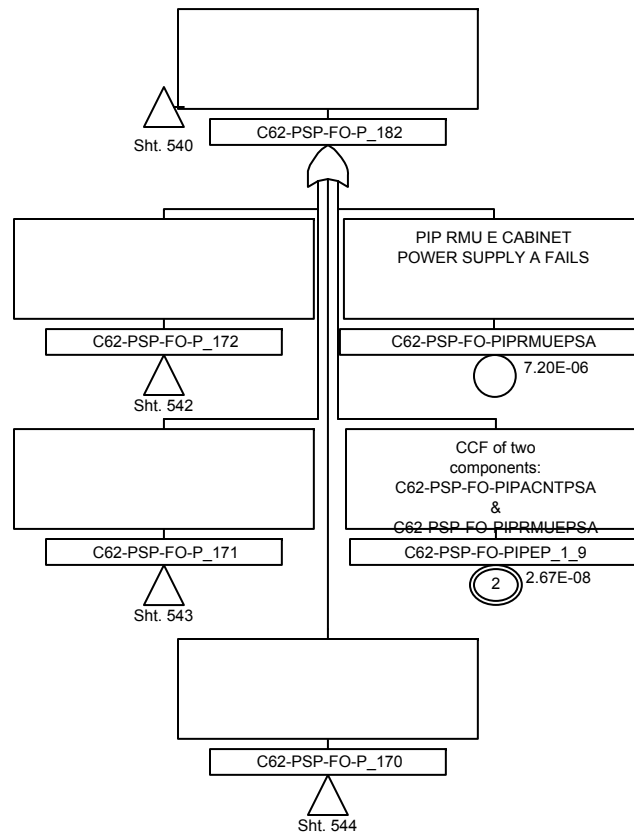 C62-PSP-FO-P_182
Sht. 540
PIP RMU E CABINET
POWER SUPPLY A FAILS
C62-PSP-FO-P_172
C62-PSP-FO-PIPRMUEPSA
7.20E-06
Sht. 542
CCF of two
components:
C62-PSP-FO-PIPACNTPSA
&
C62-PSP-FO-PIPRMUEPSA
C62-PSP-FO-P_171
C62-PSP-FO-PIPEP_1_9
2
2.67E-08
Sht. 543
C62-PSP-FO-P_170
Sht. 544